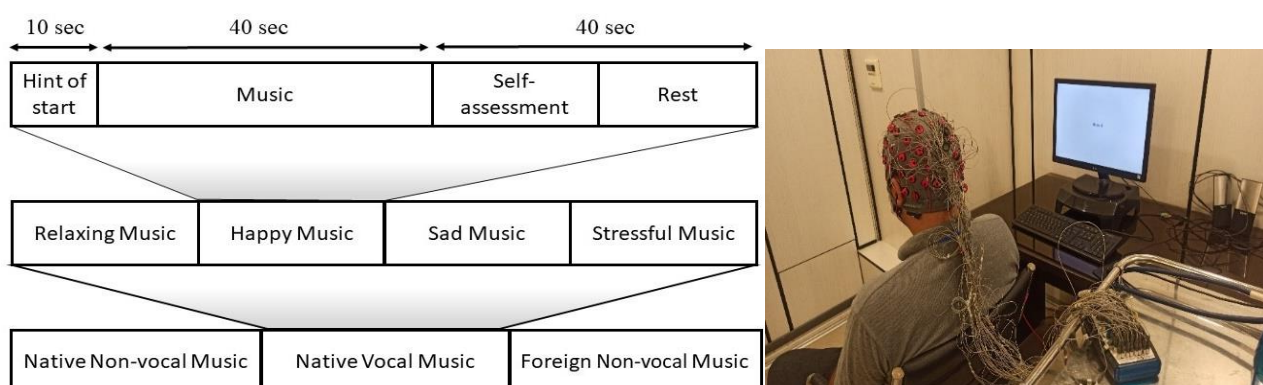 10 sec 40 sec 40 sec
Hint of
start
Music
Self-
assessment
Rest
Relaxing Music Happy Music Sad Music Stressful Music
Native Non-vocal Music Native Vocal Music Foreign Non-vocal Music